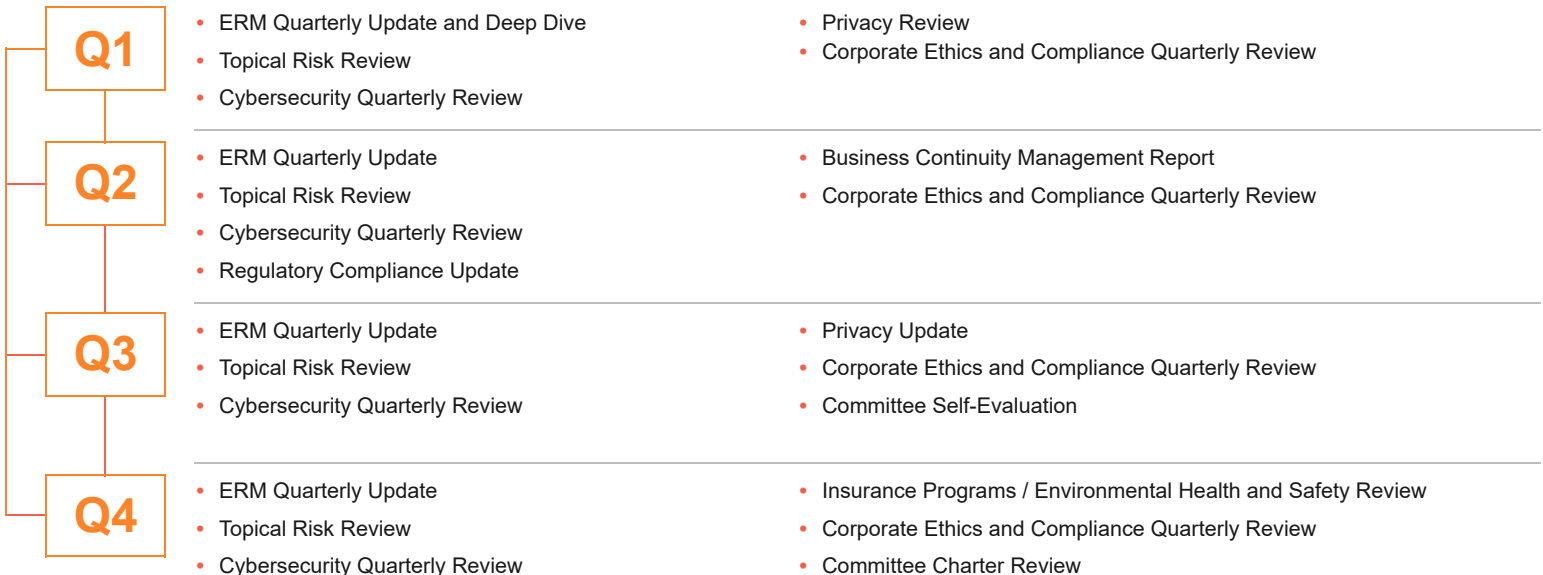 Q1
• ERM Quarterly Update and Deep Dive
• Topical Risk Review
• Cybersecurity Quarterly Review
• Privacy Review
• Corporate Ethics and Compliance Quarterly Review
Q2
• ERM Quarterly Update
• Topical Risk Review
• Cybersecurity Quarterly Review
• Regulatory Compliance Update
• Business Continuity Management Report
• Corporate Ethics and Compliance Quarterly Review
Q3
• ERM Quarterly Update
• Topical Risk Review
• Cybersecurity Quarterly Review
• Privacy Update
• Corporate Ethics and Compliance Quarterly Review
• Committee Self-Evaluation
Q4
• ERM Quarterly Update
• Topical Risk Review
• Cybersecurity Quarterly Review
• Insurance Programs / Environmental Health and Safety Review
• Corporate Ethics and Compliance Quarterly Review
• Committee Charter Review